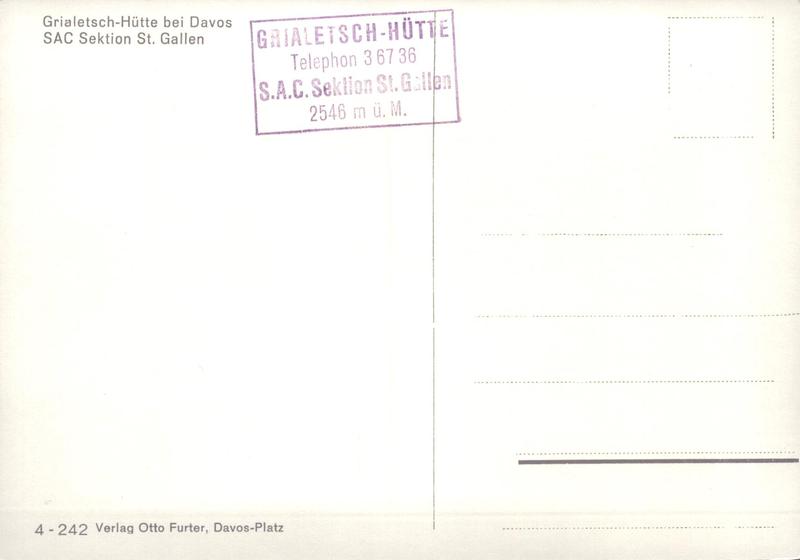 Grialetsch-Hütte bei Davos
SAC Sektion St. Gallen
GRIALETSCH-HÜTTE
Telephon 3 67 36
S.A.C. Sektion St. Gallen
2546 m ü. M.
4 - 242 Verlag Otto Furter, Davos-Platz